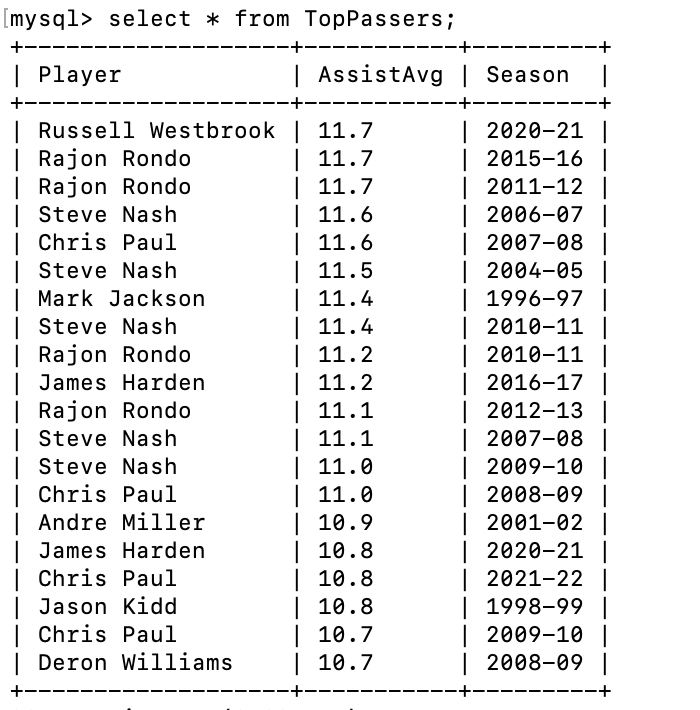 [mysql> select * from TopPassers;
+--------------------+-----------+---------+
| Player             | AssistAvg | Season  |
+--------------------+-----------+---------+
| Russell Westbrook | 11.7      | 2020-21 |
| Rajon Rondo        | 11.7      | 2015-16 |
| Rajon Rondo        | 11.7      | 2011-12 |
| Steve Nash         | 11.6      | 2006-07 |
| Chris Paul         | 11.6      | 2007-08 |
| Steve Nash         | 11.5      | 2004-05 |
| Mark Jackson       | 11.4      | 1996-97 |
| Steve Nash         | 11.4      | 2010-11 |
| Rajon Rondo        | 11.2      | 2010-11 |
| James Harden       | 11.2      | 2016-17 |
| Rajon Rondo        | 11.1      | 2012-13 |
| Steve Nash         | 11.1      | 2007-08 |
| Steve Nash         | 11.0      | 2009-10 |
| Chris Paul         | 11.0      | 2008-09 |
| Andre Miller       | 10.9      | 2001-02 |
| James Harden       | 10.8      | 2020-21 |
| Chris Paul         | 10.8      | 2021-22 |
| Jason Kidd         | 10.8      | 1998-99 |
| Chris Paul         | 10.7      | 2009-10 |
| Deron Williams     | 10.7      | 2008-09 |
+--------------------+-----------+---------+